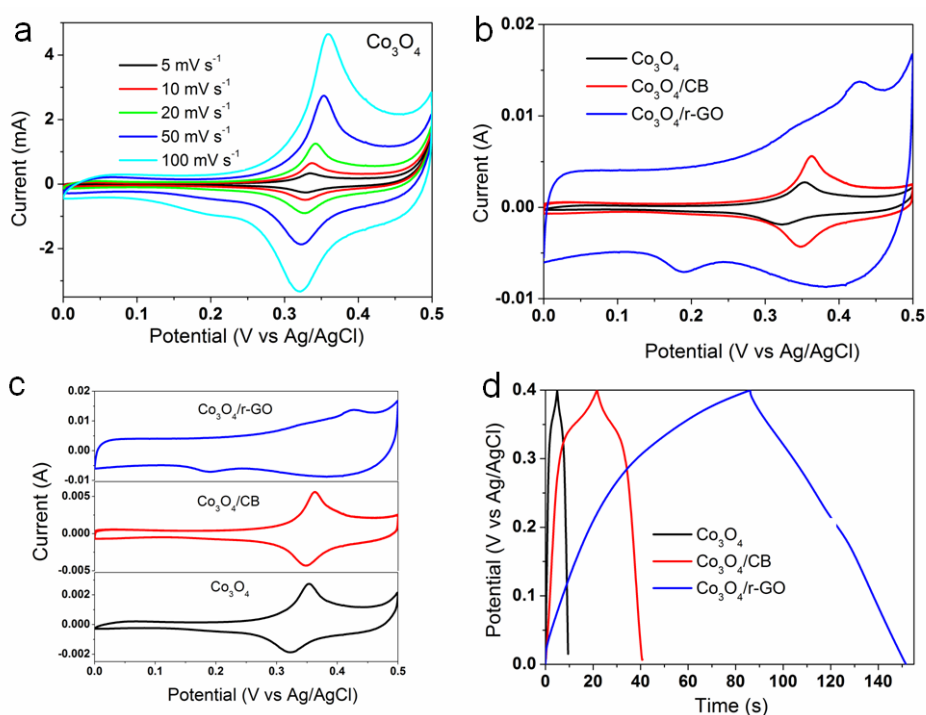 a
Co₃O₄
5 mV s⁻¹
10 mV s⁻¹
20 mV s⁻¹
50 mV s⁻¹
100 mV s⁻¹
Current (mA)
4
2
0
-2
0.0 0.1 0.2 0.3 0.4 0.5
Potential (V vs Ag/AgCl)
b
Co₃O₄
Co₃O₄/CB
Co₃O₄/r-GO
Current (A)
0.02
0.01
0.00
-0.01
0.0 0.1 0.2 0.3 0.4 0.5
Potential (V vs Ag/AgCl)
c
Co₃O₄/r-GO
0.02
0.01
0.00
-0.01
Co₃O₄/CB
0.005
0.000
-0.005
Co₃O₄
0.002
0.000
-0.002
Current (A)
0.0 0.1 0.2 0.3 0.4 0.5
Potential (V vs Ag/AgCl)
d
Co₃O₄
Co₃O₄/CB
Co₃O₄/r-GO
Potential (V vs Ag/AgCl)
0.4
0.3
0.2
0.1
0.0
0 20 40 60 80 100 120 140
Time (s)